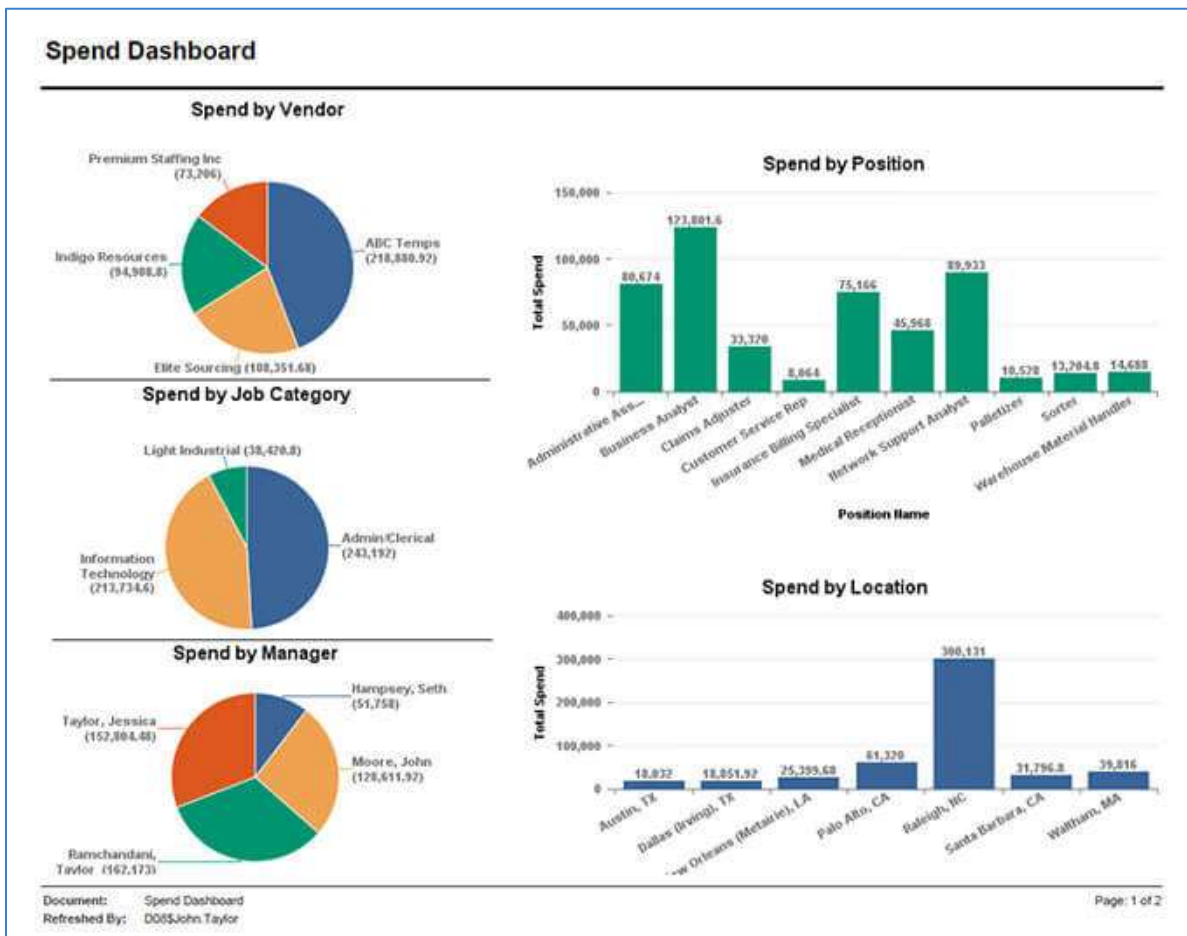 Spend Dashboard
Spend by Vendor
Premium Staffing Inc
(73,206)
ABC Temps
(218,880.92)
Indigo Resources
(94,908.8)
Elite Sourcing (108,351.68)
Spend by Job Category
Light Industrial (38,420.8)
Admin/Clerical
(243,192)
Information
Technology
(213,734.6)
Spend by Manager
Hampsey, Seth
(51,758)
Taylor, Jessica
(152,804.48)
Moore, John
(128,611.92)
Ramchandani,
Taylor (162,173)
Spend by Position
Total Spend
150,000
100,000
50,000
0
80,674
123,801.6
33,320
8,064
75,166
45,968
89,933
10,528
13,204.8
14,688
Administrative Ass...
Business Analyst
Claims Adjuster
Customer Service Rep
Insurance Billing Specialist
Medical Receptionist
Network Support Analyst
Palletizer
Sorter
Warehouse Material Handler
Position Name
Spend by Location
Total Spend
400,000
300,000
200,000
100,000
0
18,032
18,051.92
25,399.68
61,320
300,131
31,796.8
39,816
Austin, TX
Dallas (Irving), TX
ew Orleans (Metairie), LA
Palo Alto, CA
Raleigh, NC
Santa Barbara, CA
Waltham, MA
Document: Spend Dashboard
Refreshed By: D08$John.Taylor
Page: 1 of 2